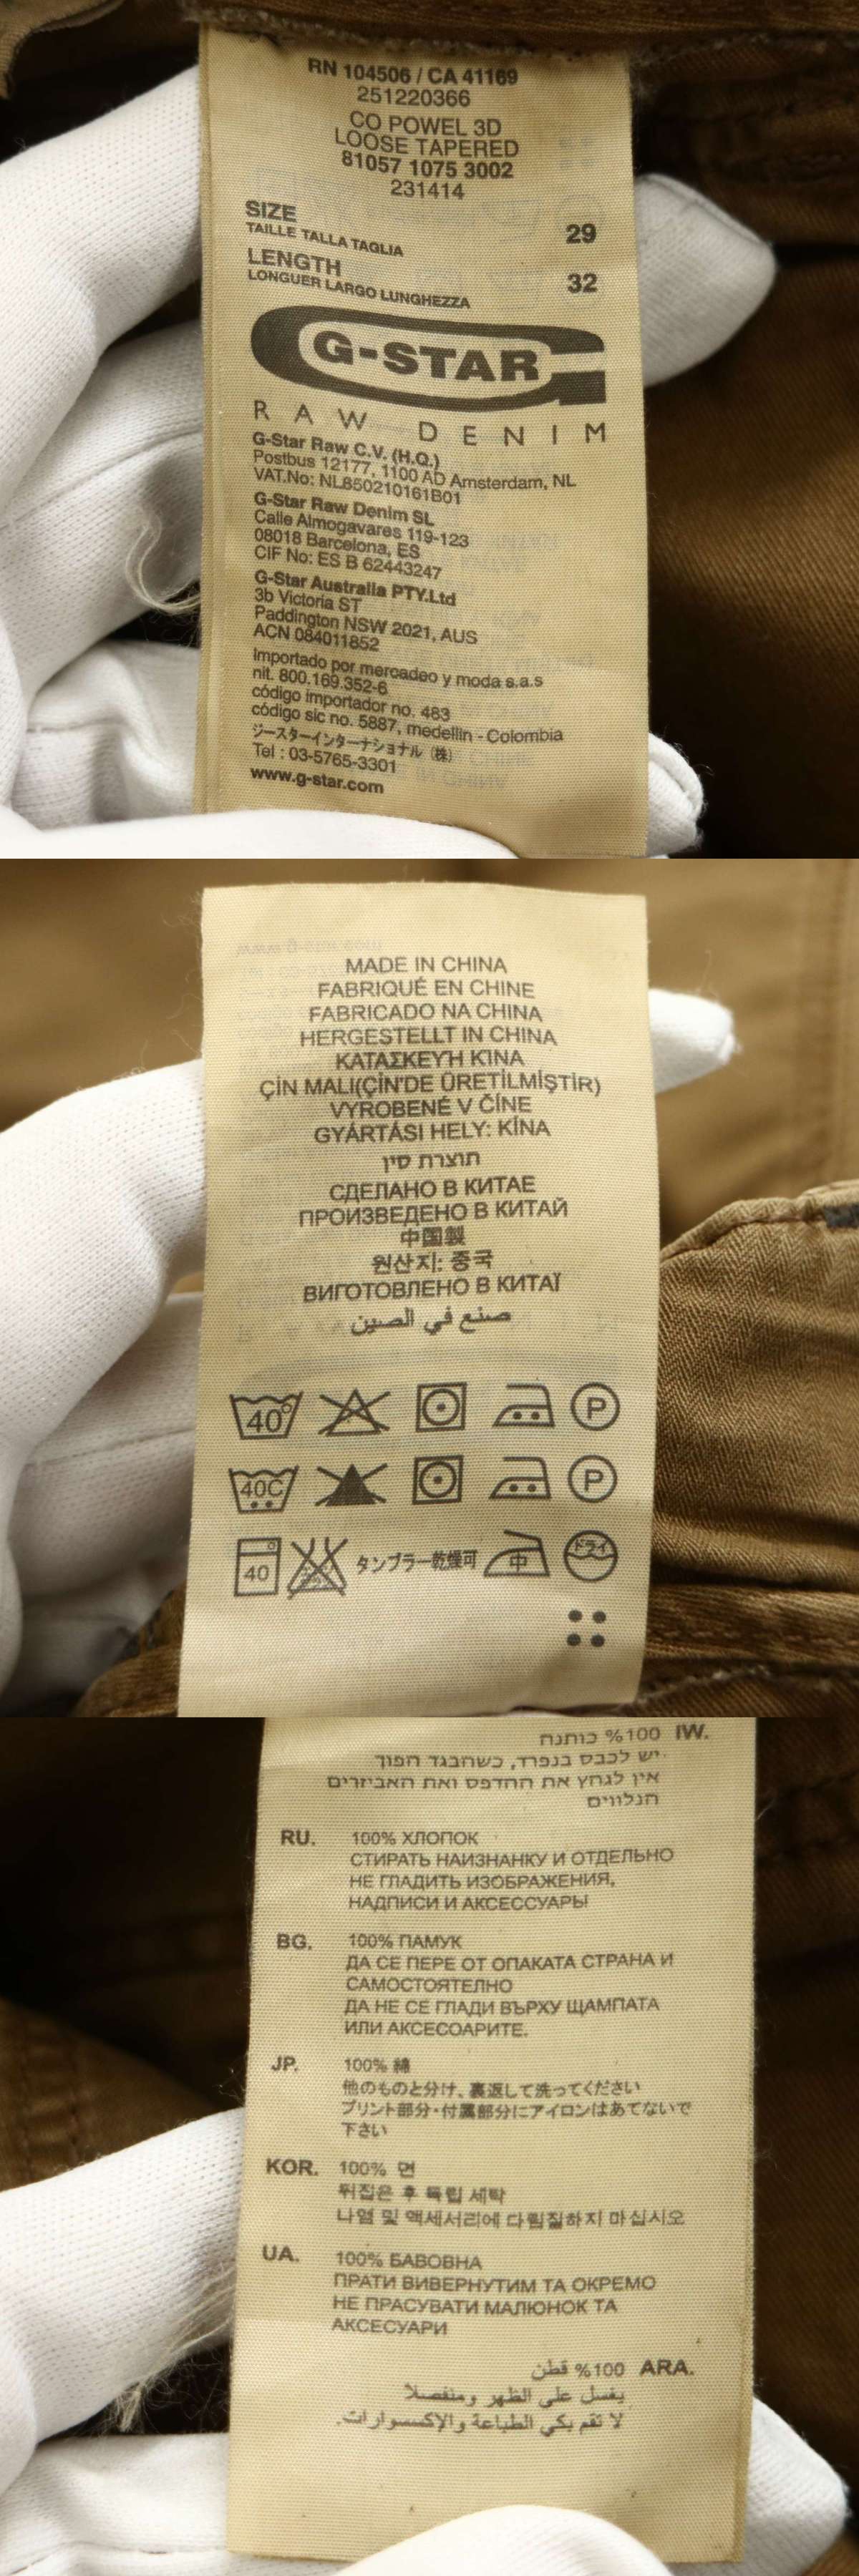 RN 104506 / CA 41169
251220366
CO POWEL 3D
LOOSE TAPERED
81057 1075 3002
231414
SIZE
TAILLE TALLA TAGLIA 29
LENGTH
LONGUER LARGO LUNGHEZZA 32
G-STAR
RAW DENIM
G-Star Raw C.V. (H.Q.)
Postbus 12177, 1100 AD Amsterdam, NL
VAT.No: NL850210161B01
G-Star Raw Denim SL
Calle Almogavares 119-123
08018 Barcelona, ES
CIF No: ES B 62443247
G-Star Australia PTY.Ltd
3b Victoria ST
Paddington NSW 2021, AUS
ACN 084011852
Importado por mercadeo y moda s.a.s
nit. 800.169.352-6
código importador no. 483
código sic no. 5887, medellin - Colombia
ジースターインターナショナル（株）
Tel : 03-5765-3301
www.g-star.com
MADE IN CHINA
FABRIQUÉ EN CHINE
FABRICADO NA CHINA
HERGESTELLT IN CHINA
ΚΑΤΑΣΚΕΥΉ ΚΊΝΑ
ÇİN MALI(ÇİN'DE ÜRETİLMİŞTİR)
VYROBENÉ V ČÍNE
GYÁRTÁSI HELY: KÍNA
תוצרת סין
СДЕЛАНО В КИТАЕ
ПРОИЗВЕДЕНО В КИТАЙ
中国製
원산지: 중국
ВИГОТОВЛЕНО В КИТАЇ
صنع في الصين
40° P
40C P
40 タンブラー乾燥可 中 ドライ
IW. 100% כותנה
יש לכבס בנפרד, כשהבגד הפוך
אין לגהץ את ההדפס ואת האביזרים
הנלווים
RU. 100% ХЛОПОК
СТИРАТЬ НАИЗНАНКУ И ОТДЕЛЬНО
НЕ ГЛАДИТЬ ИЗОБРАЖЕНИЯ,
НАДПИСИ И АКСЕССУАРЫ
BG. 100% ПАМУК
ДА СЕ ПЕРЕ ОТ ОПАКАТА СТРАНА И
САМОСТОЯТЕЛНО
ДА НЕ СЕ ГЛАДИ ВЪРХУ ЩАМПАТА
ИЛИ АКСЕСОАРИТЕ.
JP. 100% 綿
他のものと分け、裏返して洗ってください
プリント部分・付属部分にアイロンはあてないで
下さい
KOR. 100% 면
뒤집은 후 독립 세탁
나염 및 액세서리에 다림질하지 마십시오
UA. 100% БАВОВНА
ПРАТИ ВИВЕРНУТИМ ТА ОКРЕМО
НЕ ПРАСУВАТИ МАЛЮНОК ТА
АКСЕСУАРИ
ARA. 100% قطن
يغسل على الظهر ومنفصلا
لا تقم بكي الطباعة والإكسسوارات.